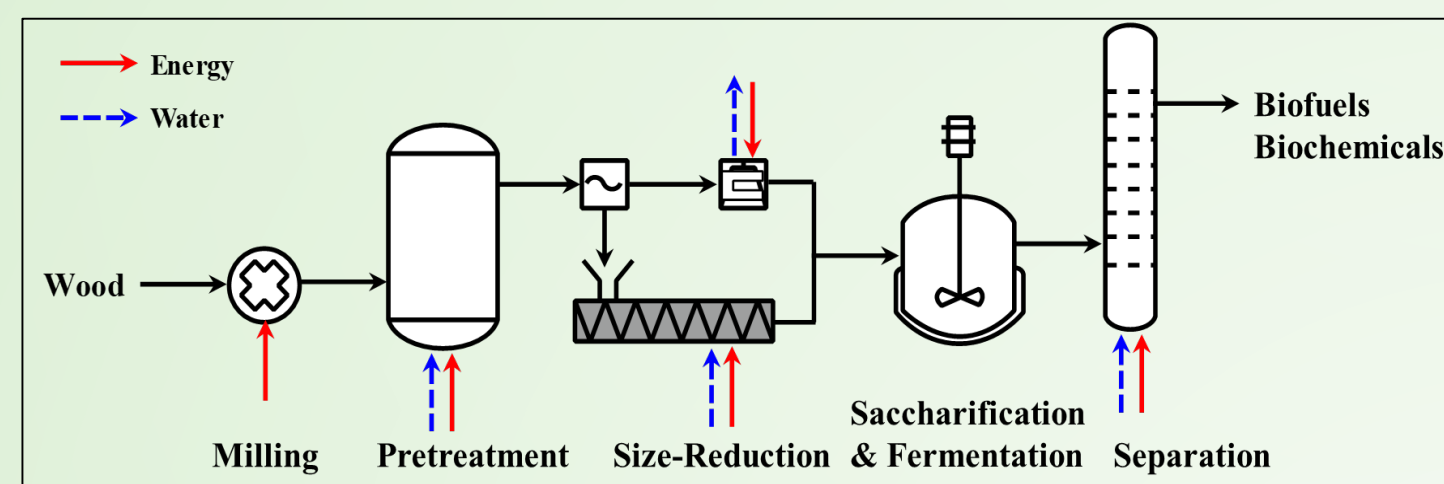 Energy
Water
Biofuels
Biochemicals
Wood
Saccharification
Milling Pretreatment Size-Reduction & Fermentation Separation